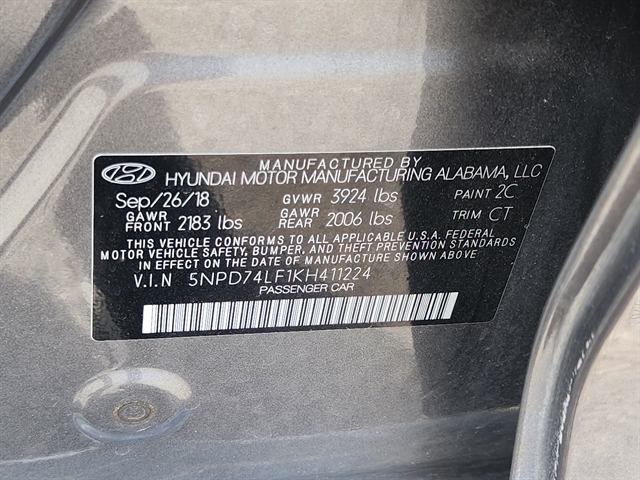 MANUFACTURED BY
HYUNDAI MOTOR MANUFACTURING ALABAMA, LLC
Sep/26/18 GVWR 3924 lbs PAINT 2C
GAWR FRONT 2183 lbs GAWR REAR 2006 lbs TRIM CT
THIS VEHICLE CONFORMS TO ALL APPLICABLE U.S.A. FEDERAL
MOTOR VEHICLE SAFETY, BUMPER, AND THEFT PREVENTION STANDARDS
IN EFFECT ON THE DATE OF MANUFACTURE SHOWN ABOVE.
V.I.N 5NPD74LF1KH411224
PASSENGER CAR